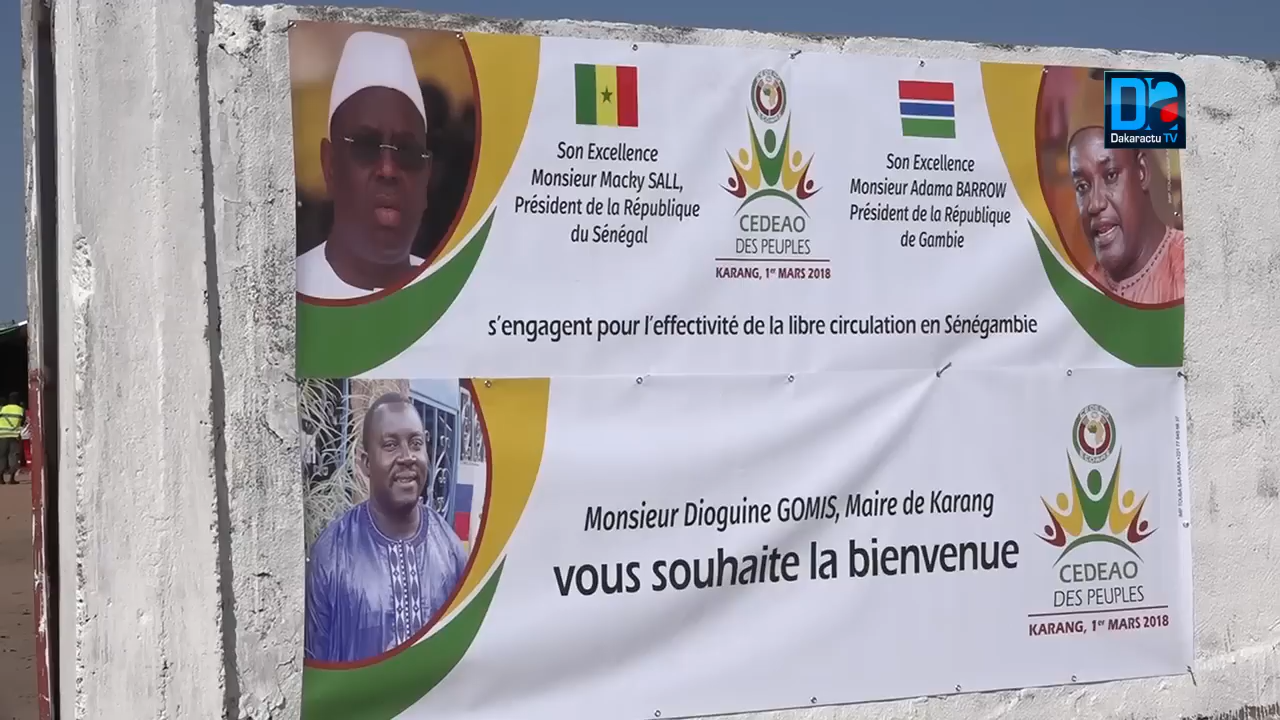 Dakaractu TV
Son Excellence
Monsieur Macky SALL,
Président de la République
du Sénégal
CEDEAO
DES PEUPLES
KARANG, 1er MARS 2018
Son Excellence
Monsieur Adama BARROW
Président de la République
de Gambie
s'engagent pour l'effectivité de la libre circulation en Sénégambie
Monsieur Dioguine GOMIS, Maire de Karang
vous souhaite la bienvenue
CEDEAO
ECOWAS
CEDEAO
DES PEUPLES
KARANG, 1er MARS 2018